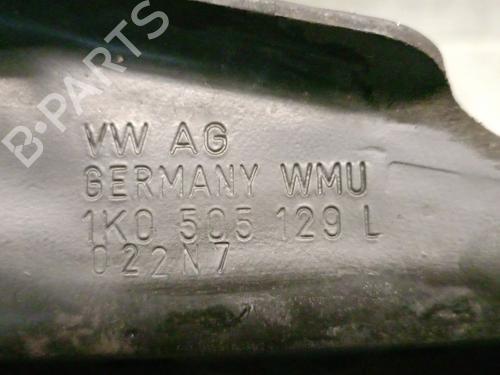 B-PARTS
VW AG
GERMANY WMU
1K0 505 129 L
022N7